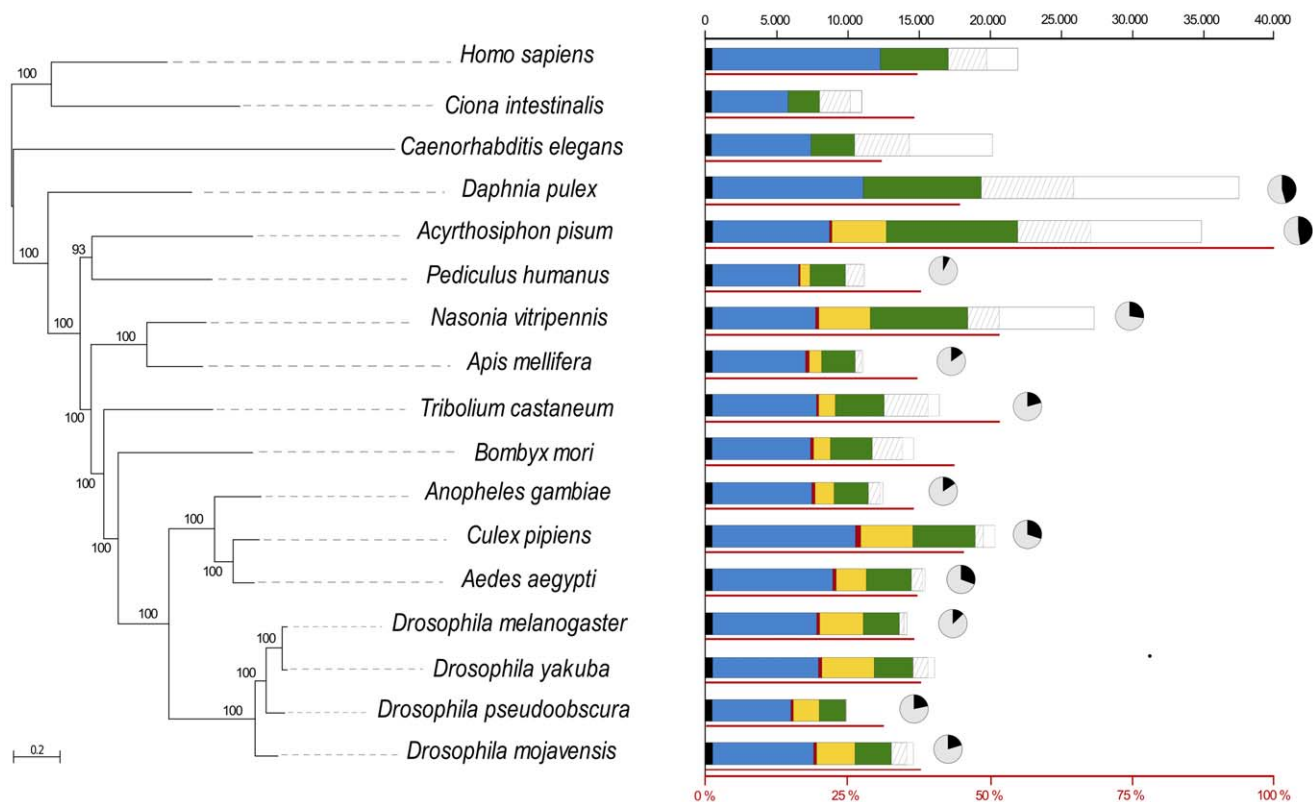 0 5.000 10.000 15.000 20.000 25.000 30.000 35.000 40.000
Homo sapiens
100
Ciona intestinalis
Caenorhabditis elegans
Daphnia pulex
100
Acyrthosiphon pisum
93
Pediculus humanus
Nasonia vitripennis
100
100
Apis mellifera
100
Tribolium castaneum
Bombyx mori
100
Anopheles gambiae
100
Culex pipiens
100
100
Aedes aegypti
100
Drosophila melanogaster
100
Drosophila yakuba
100
Drosophila pseudoobscura
100
Drosophila mojavensis
0.2
0 % 25 % 50 % 75 % 100 %